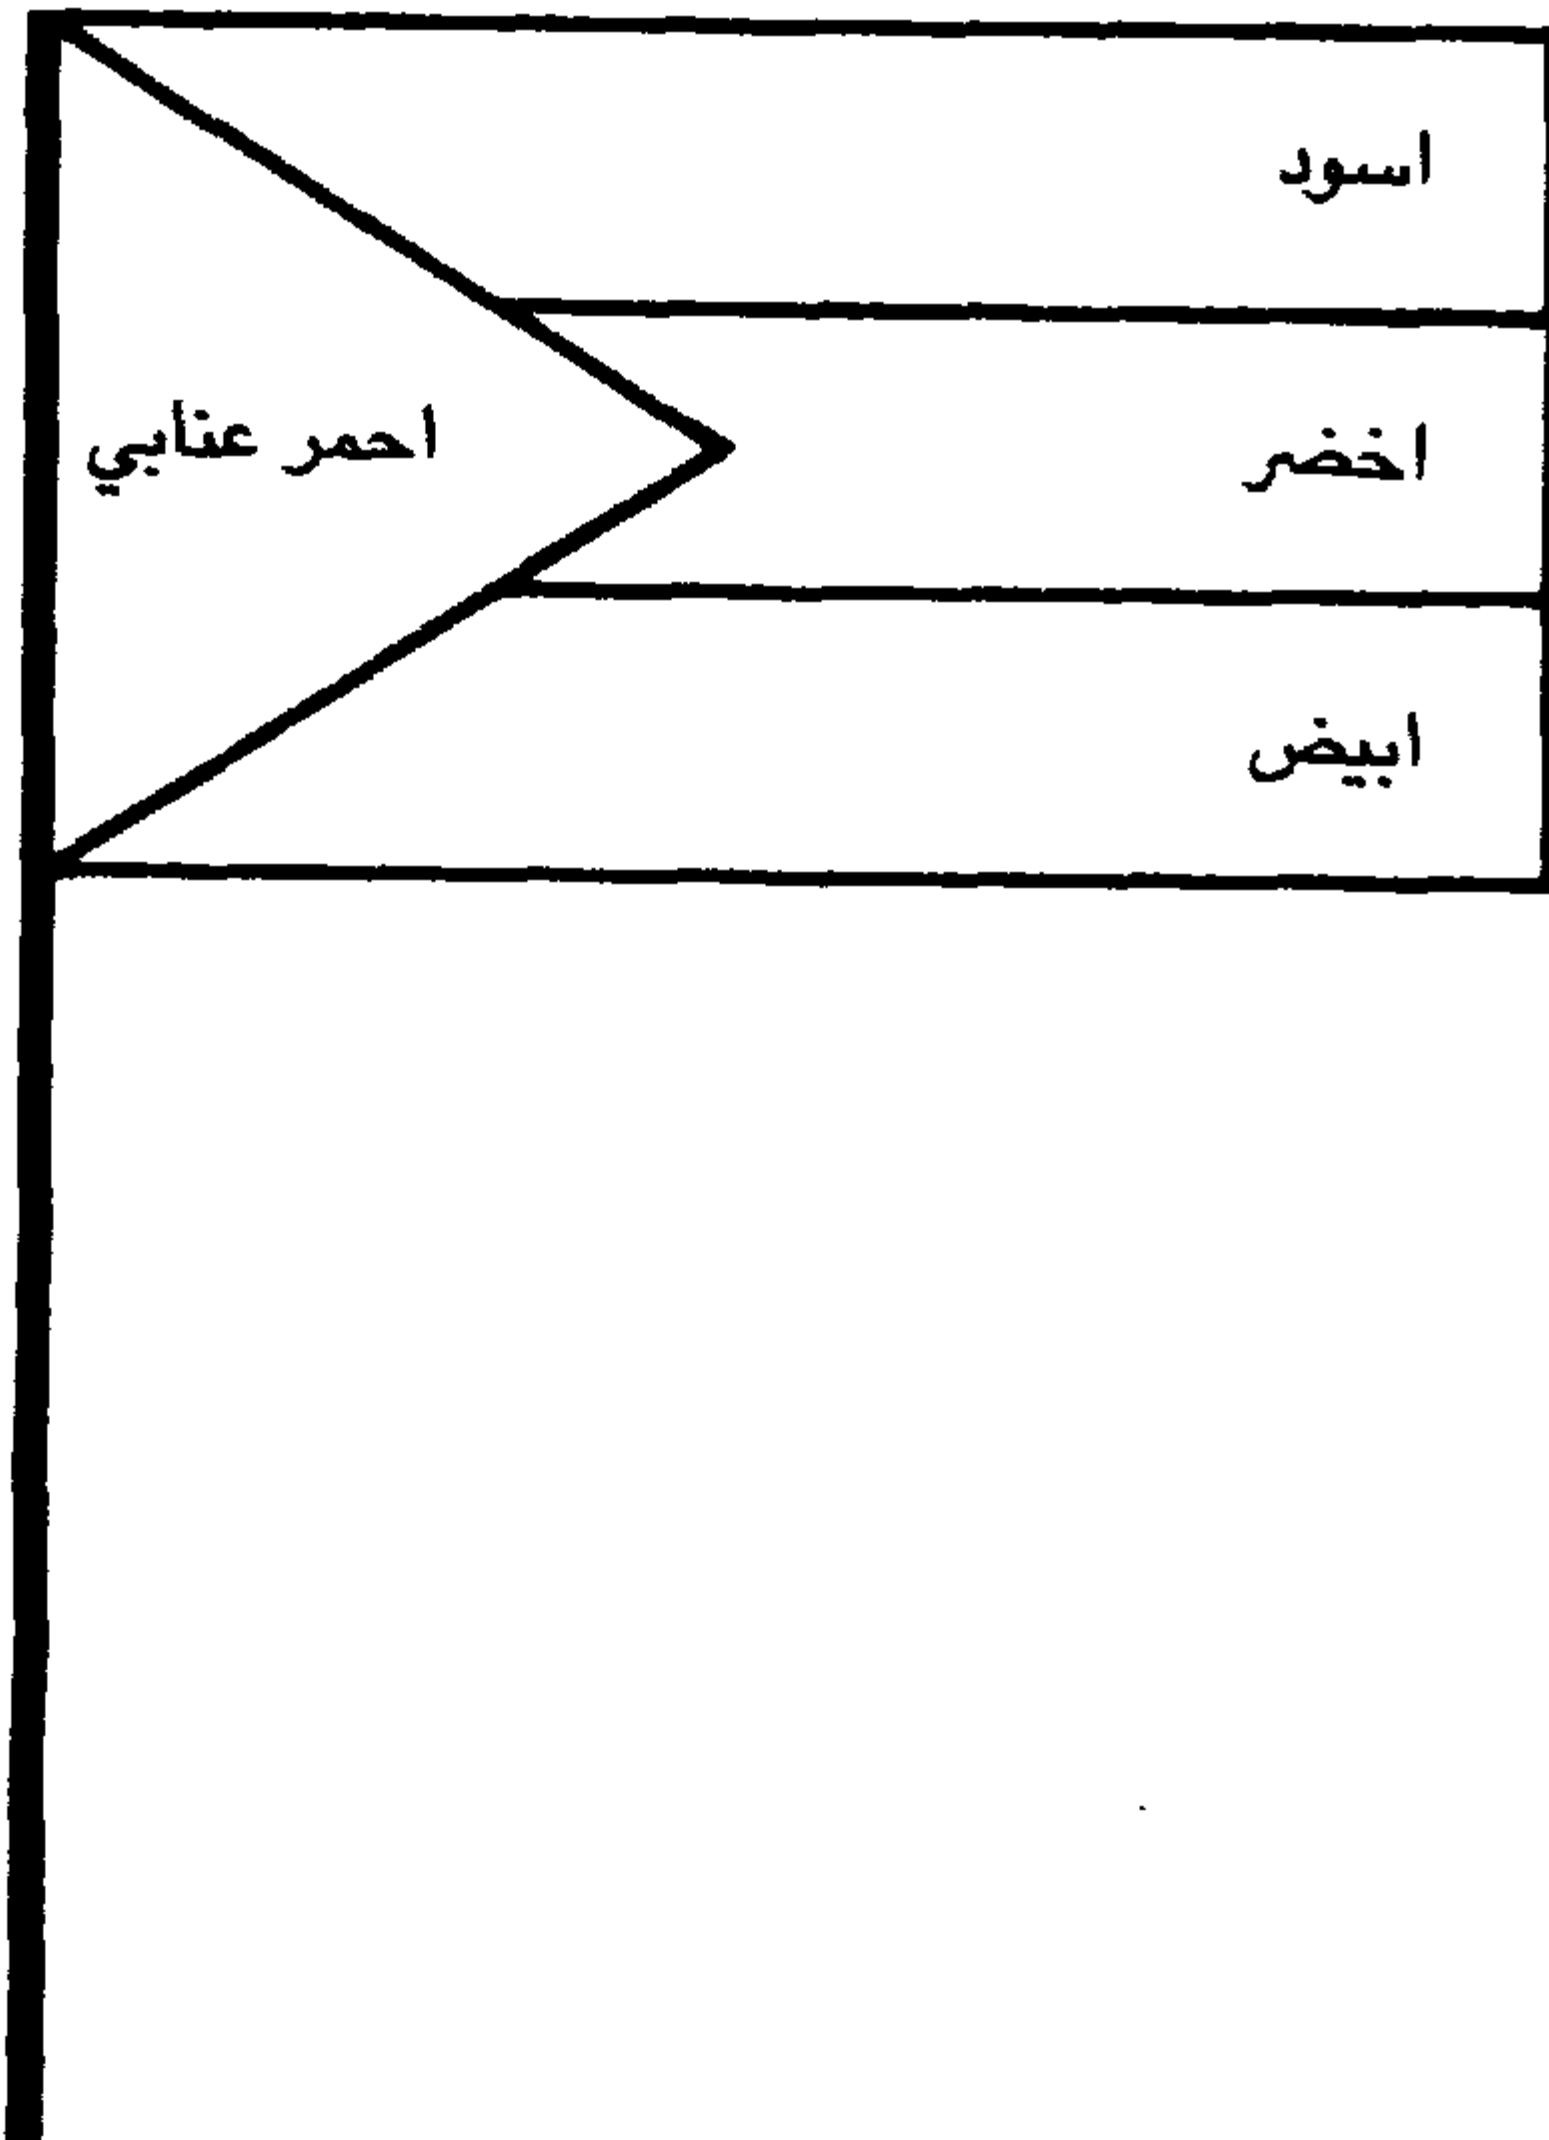 اسود
احمر عنابي
اخضر
ابيض